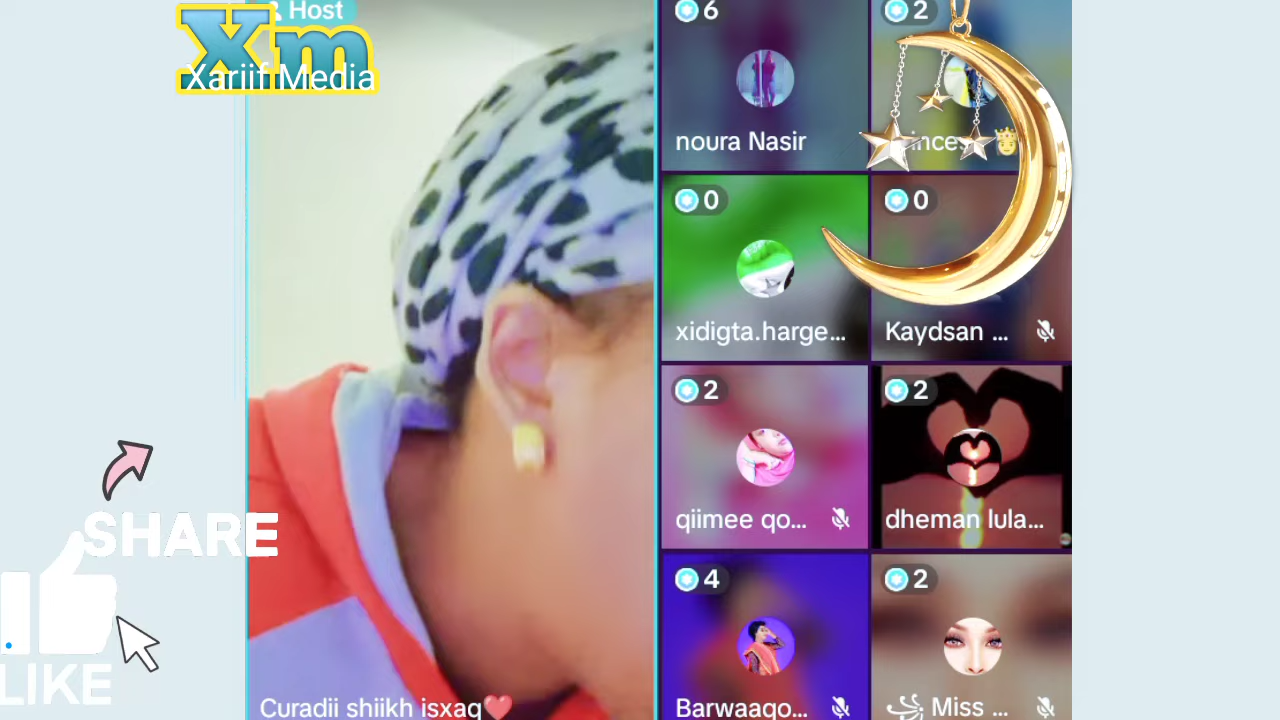 Host
Xm
Xariif Media
6
2
noura Nasir
0
0
xidigta.harge...
Kaydsan ...
2
2
qiimee qo...
dheman lula...
4
2
Barwaaqo...
Miss ...
Curadii shiikh isxaq❤️
SHARE
LIKE